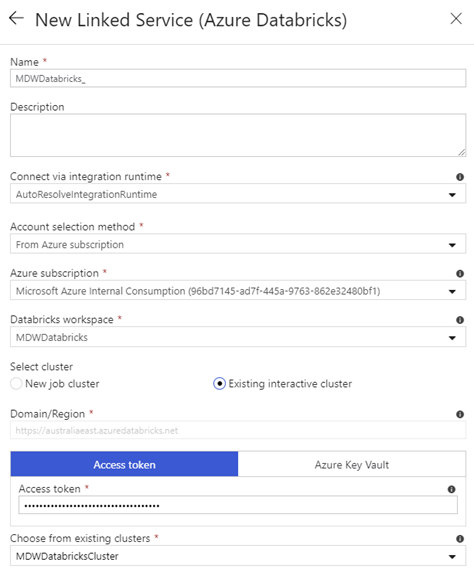 New Linked Service (Azure Databricks)
Name *
MDWDatabricks_
Description
Connect via integration runtime *
AutoResolveIntegrationRuntime
Account selection method *
From Azure subscription
Azure subscription *
Microsoft Azure Internal Consumption (96bd7145-ad7f-445a-9763-862e32480bf1)
Databricks workspace *
MDWDatabricks
Select cluster
New job cluster
Existing interactive cluster
Domain/Region *
https://australiaeast.azuredatabricks.net
Access token
Azure Key Vault
Access token *
••••••••••••••••••••••••••••••••••••
Choose from existing clusters *
MDWDatabricksCluster